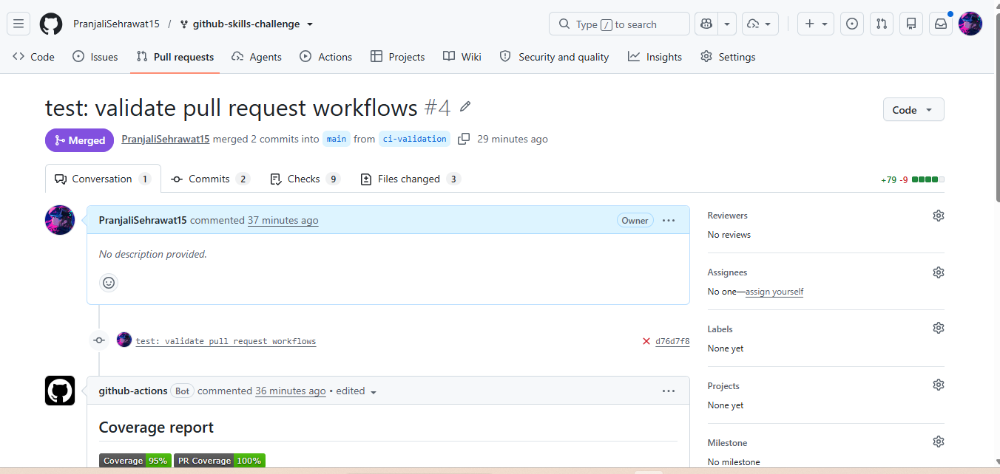 PranjaliSehrawat15 / github-skills-challenge
Type / to search
Code Issues Pull requests Agents Actions Projects Wiki Security and quality Insights Settings
test: validate pull request workflows #4
Code
Merged PranjaliSehrawat15 merged 2 commits into main from ci-validation 29 minutes ago
Conversation 1 Commits 2 Checks 9 Files changed 3
+79 -9
PranjaliSehrawat15 commented 37 minutes ago Owner
No description provided.
test: validate pull request workflows d76d7f8
github-actions Bot commented 36 minutes ago • edited
Coverage report
Coverage 95% PR Coverage 100%
Reviewers
No reviews
Assignees
No one—assign yourself
Labels
None yet
Projects
None yet
Milestone
No milestone